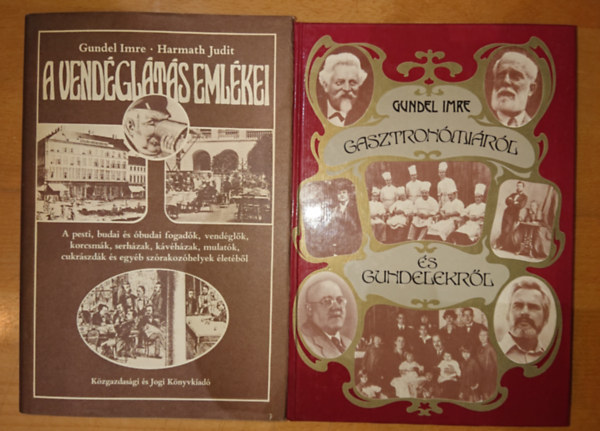 Gundel Imre · Harmath Judit
A VENDÉGLÁTÁS EMLÉKEI
A pesti, budai és óbudai fogadók, vendéglők,
korcsmák, serházak, kávéházak, mulatók,
cukrászdák és egyéb szórakozóhelyek életéből
Közgazdasági és Jogi Könyvkiadó
GUNDEL IMRE
GASZTRONÓMIÁRÓL
ÉS
GUNDELEKRŐL